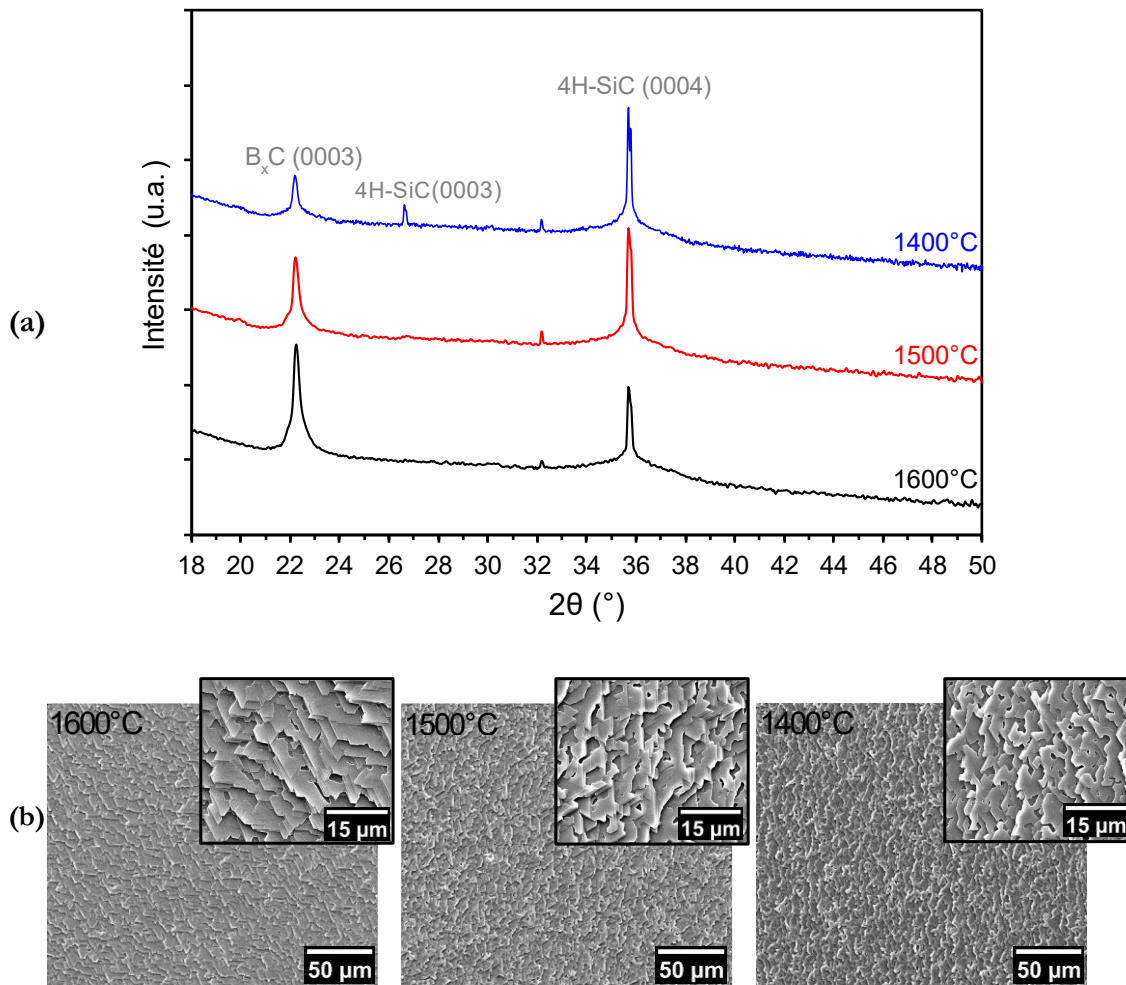 4H-SiC (0004)
BₓC (0003)
4H-SiC(0003)
1400°C
1500°C
1600°C
(a)
Intensité (u.a.)
18 20 22 24 26 28 30 32 34 36 38 40 42 44 46 48 50
2θ (°)
(b)
1600°C
15 µm
50 µm
1500°C
15 µm
50 µm
1400°C
15 µm
50 µm